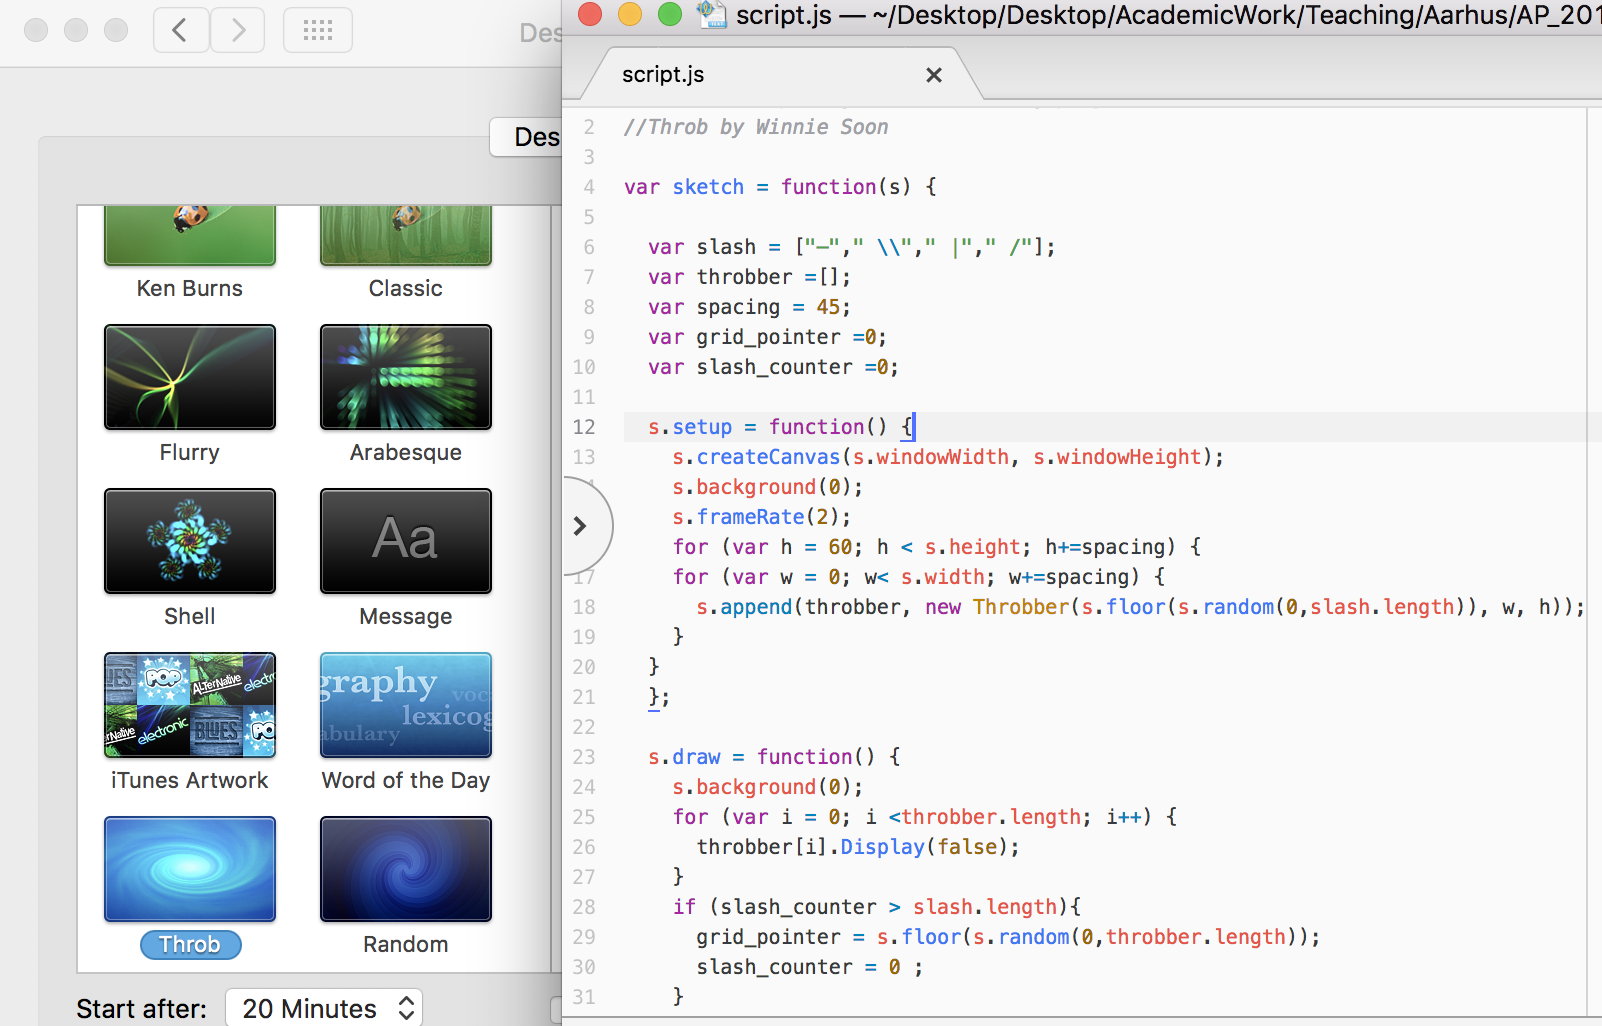 Des
script.js — ~/Desktop/Desktop/AcademicWork/Teaching/Aarhus/AP_201
script.js
Des
Ken Burns
Classic
Flurry
Arabesque
Shell
Aa
Message
BLUES POP ALTerNative electronic
iTunes Artwork
graphy
lexicog
abulary
Word of the Day
Throb
Random
Start after: 20 Minutes
2 //Throb by Winnie Soon
3
4 var sketch = function(s) {
5
6 var slash = ["—"," \\"," |"," /"];
7 var throbber =[];
8 var spacing = 45;
9 var grid_pointer =0;
10 var slash_counter =0;
11
12 s.setup = function() {
13 s.createCanvas(s.windowWidth, s.windowHeight);
s.background(0);
s.frameRate(2);
for (var h = 60; h < s.height; h+=spacing) {
17 for (var w = 0; w< s.width; w+=spacing) {
18 s.append(throbber, new Throbber(s.floor(s.random(0,slash.length)), w, h));
19 }
20 }
21 };
22
23 s.draw = function() {
24 s.background(0);
25 for (var i = 0; i <throbber.length; i++) {
26 throbber[i].Display(false);
27 }
28 if (slash_counter > slash.length){
29 grid_pointer = s.floor(s.random(0,throbber.length));
30 slash_counter = 0 ;
31 }